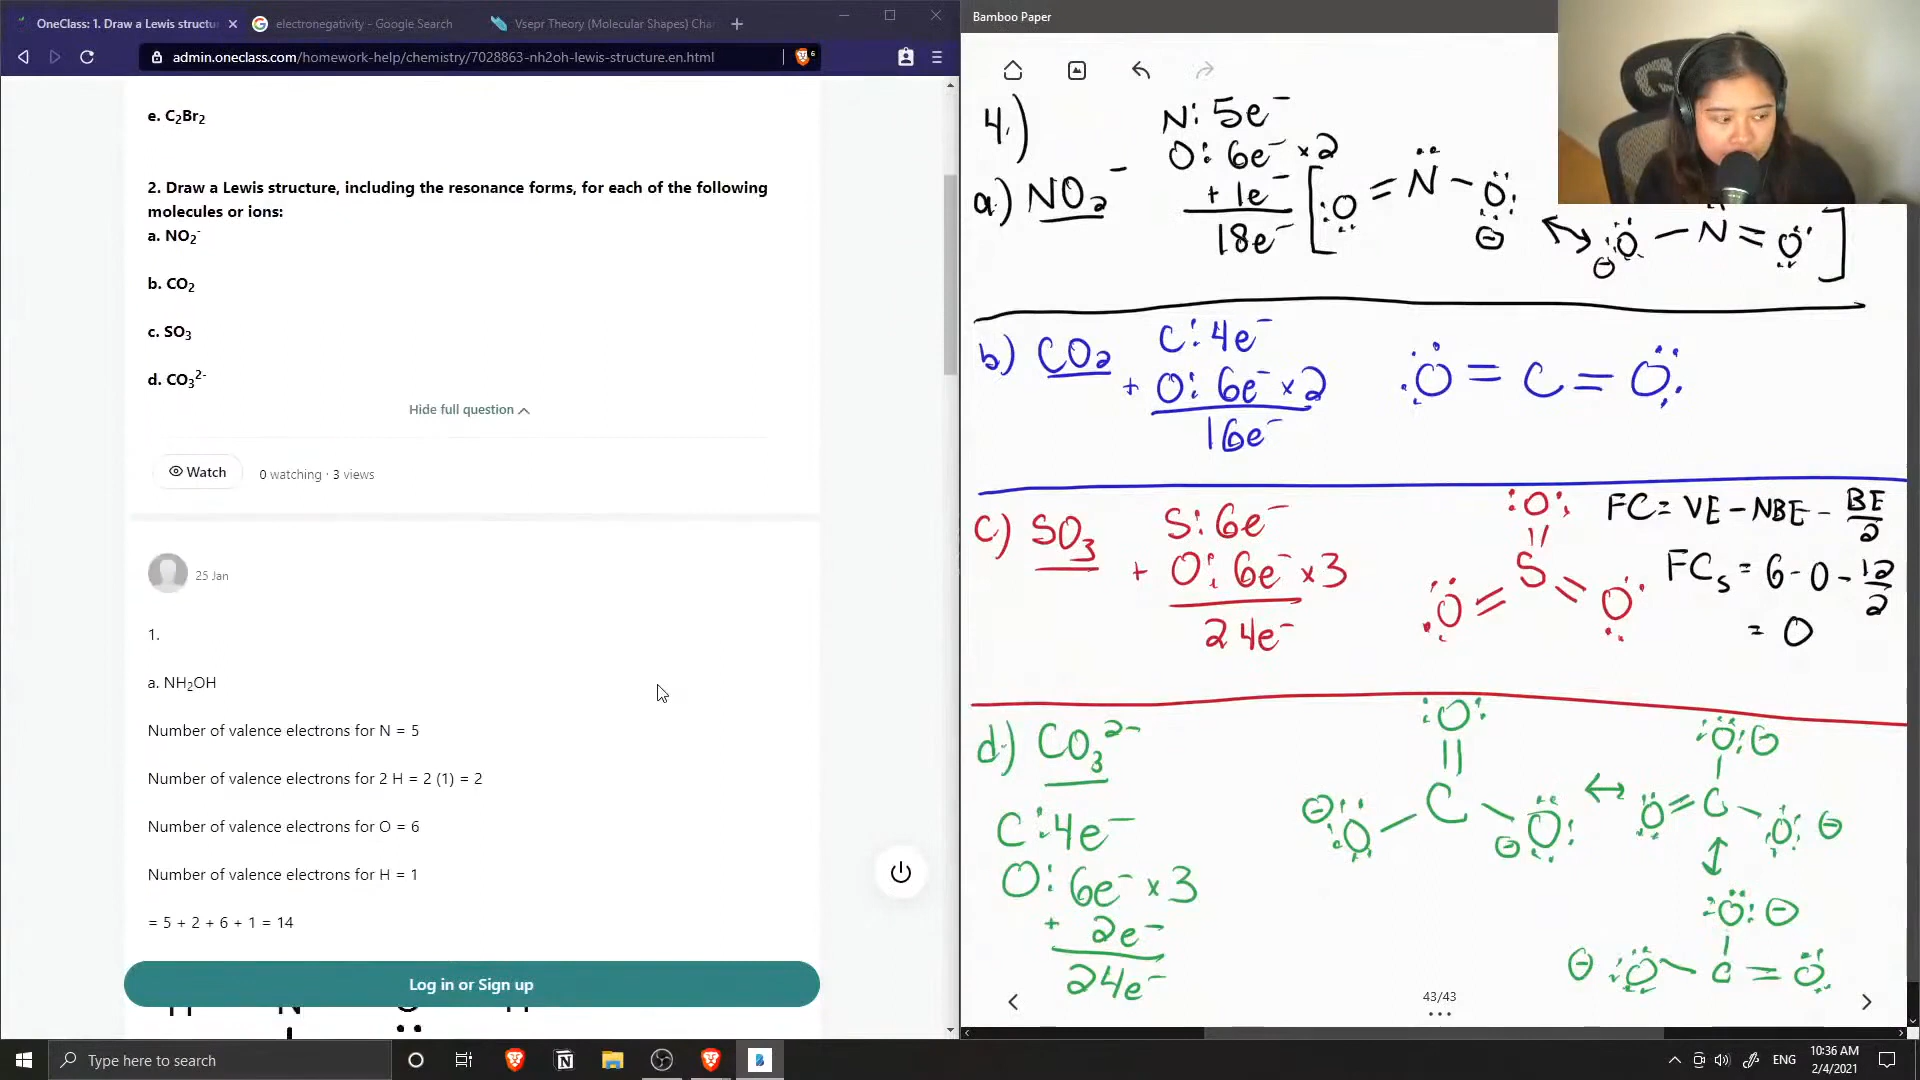 OneClass: 1. Draw a Lewis structu
electronegativity - Google Search
Vsepr Theory (Molecular Shapes) Cha
admin.oneclass.com/homework-help/chemistry/7028863-nh2oh-lewis-structure.en.html
6
e. C₂Br₂
2. Draw a Lewis structure, including the resonance forms, for each of the following
molecules or ions:
a. NO₂⁻
b. CO₂
c. SO₃
d. CO₃²⁻
Hide full question
Watch
0 watching · 3 views
25 Jan
1.
a. NH₂OH
Number of valence electrons for N = 5
Number of valence electrons for 2 H = 2 (1) = 2
Number of valence electrons for O = 6
Number of valence electrons for H = 1
= 5 + 2 + 6 + 1 = 14
Log in or Sign up
Bamboo Paper
4.)
a.) NO₂⁻
N: 5e⁻
O: 6e⁻ × 2
+ 1e⁻
18e⁻
[ :O = N - O: ⊖
↔ ⊖ :O - N = O ]
b) CO₂
C: 4e⁻
+ O: 6e⁻ × 2
16e⁻
O = C = O
c) SO₃
S: 6e⁻
+ O: 6e⁻ × 3
24e⁻
:O:
S
O = = O
FC = VE - NBE - BE/2
FCₛ = 6 - 0 - 12/2
= 0
d) CO₃²⁻
C: 4e⁻
O: 6e⁻ × 3
+ 2e⁻
24e⁻
:O:
⊖ O - C - O ⊖
↔
:O: ⊖
O = C - O: ⊖
↕
:O: ⊖
⊖ :O - C = O
43/43
Type here to search
ENG
10:36 AM
2/4/2021